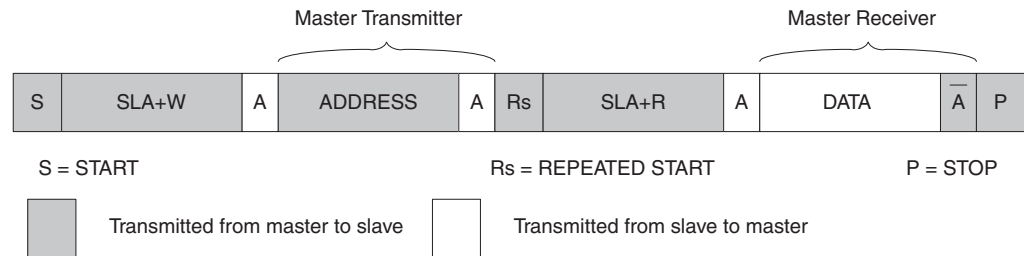 Master Transmitter Master Receiver
S SLA+W A ADDRESS A Rs SLA+R A DATA A̅ P
S = START Rs = REPEATED START P = STOP
Transmitted from master to slave Transmitted from slave to master